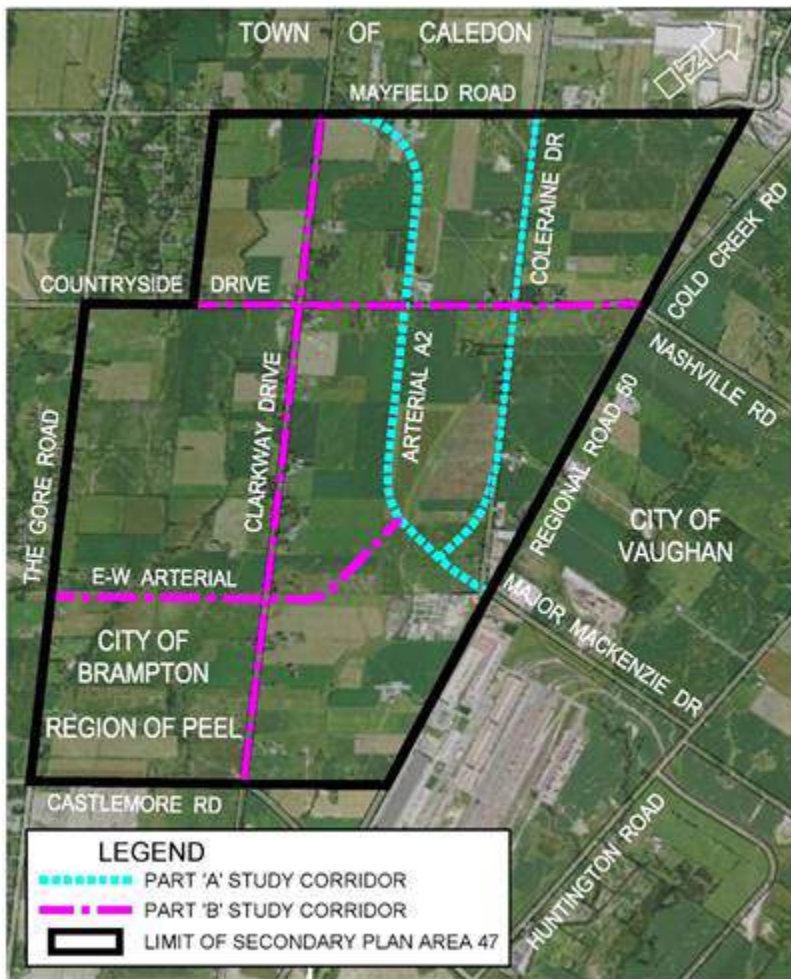 TOWN OF CALEDON
MAYFIELD ROAD
N
COLERAINE DR
COLD CREEK RD
COUNTRYSIDE DRIVE
NASHVILLE RD
ARTERIAL A2
CLARKWAY DRIVE
REGIONAL ROAD 50
THE GORE ROAD
CITY OF
VAUGHAN
E-W ARTERIAL
MAJOR MACKENZIE DR
CITY OF
BRAMPTON
REGION OF PEEL
CASTLEMORE RD
HUNTINGTON ROAD
LEGEND
PART 'A' STUDY CORRIDOR
PART 'B' STUDY CORRIDOR
LIMIT OF SECONDARY PLAN AREA 47